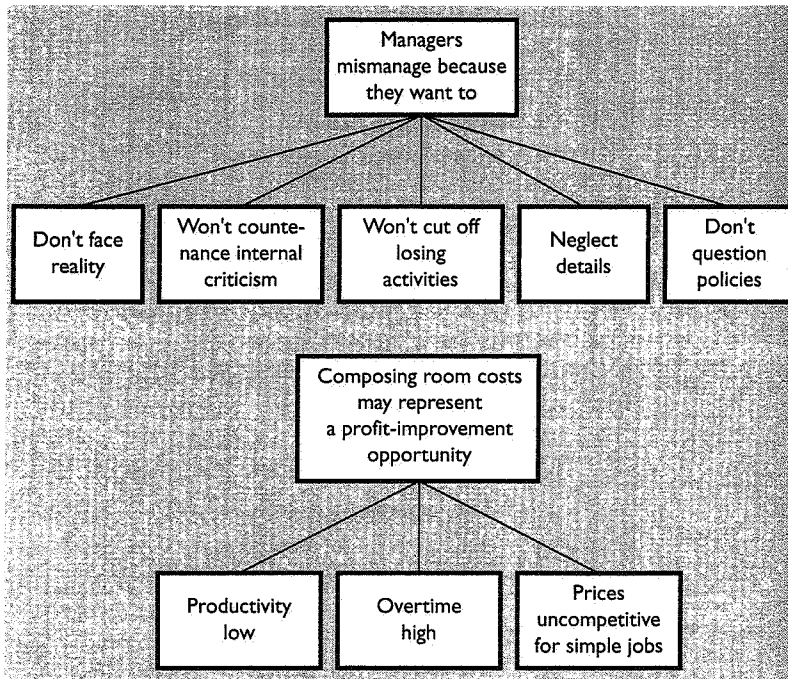 Managers
mismanage because
they want to
Don't face
reality
Won't counte-
nance internal
criticism
Won't cut off
losing
activities
Neglect
details
Don't
question
policies
Composing room costs
may represent
a profit-improvement
opportunity
Productivity
low
Overtime
high
Prices
uncompetitive
for simple jobs